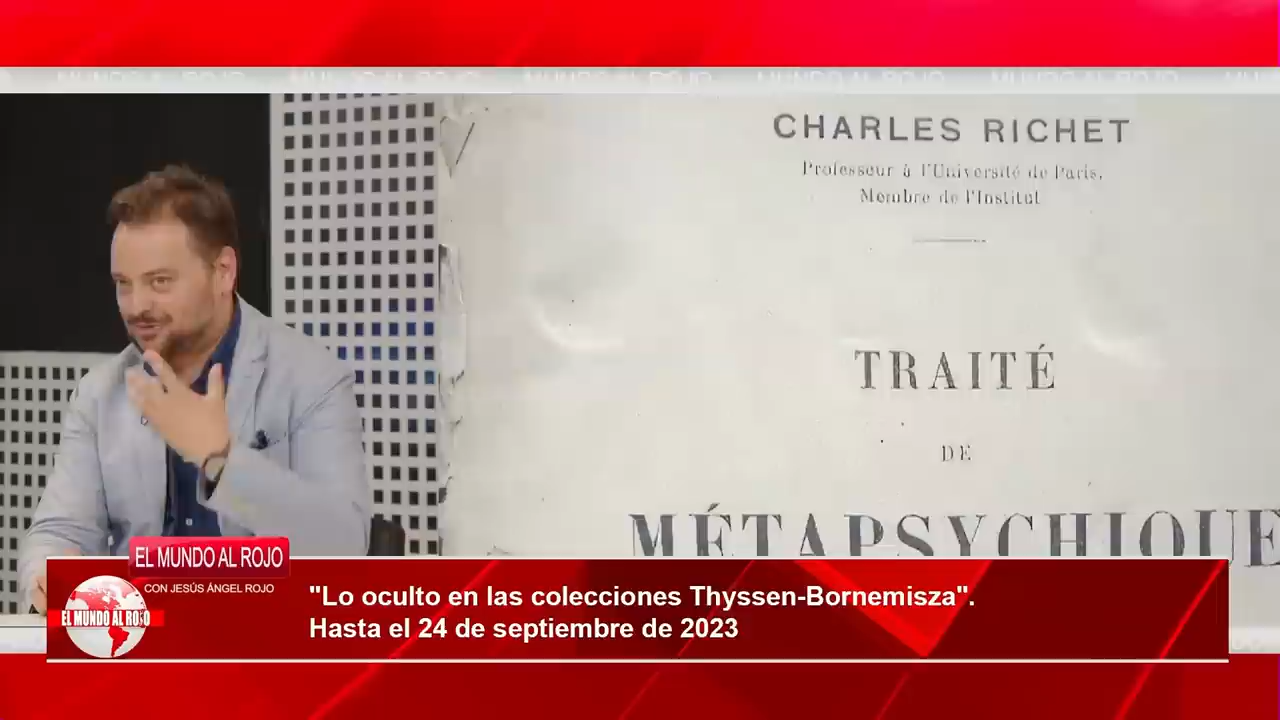 CHARLES RICHET
Professeur à l'Université de Paris,
Membre de l'Institut
TRAITÉ
DE
MÉTAPSYCHIQUE
EL MUNDO AL ROJO
CON JESÚS ÁNGEL ROJO
EL MUNDO AL ROJO
"Lo oculto en las colecciones Thyssen-Bornemisza".
Hasta el 24 de septiembre de 2023